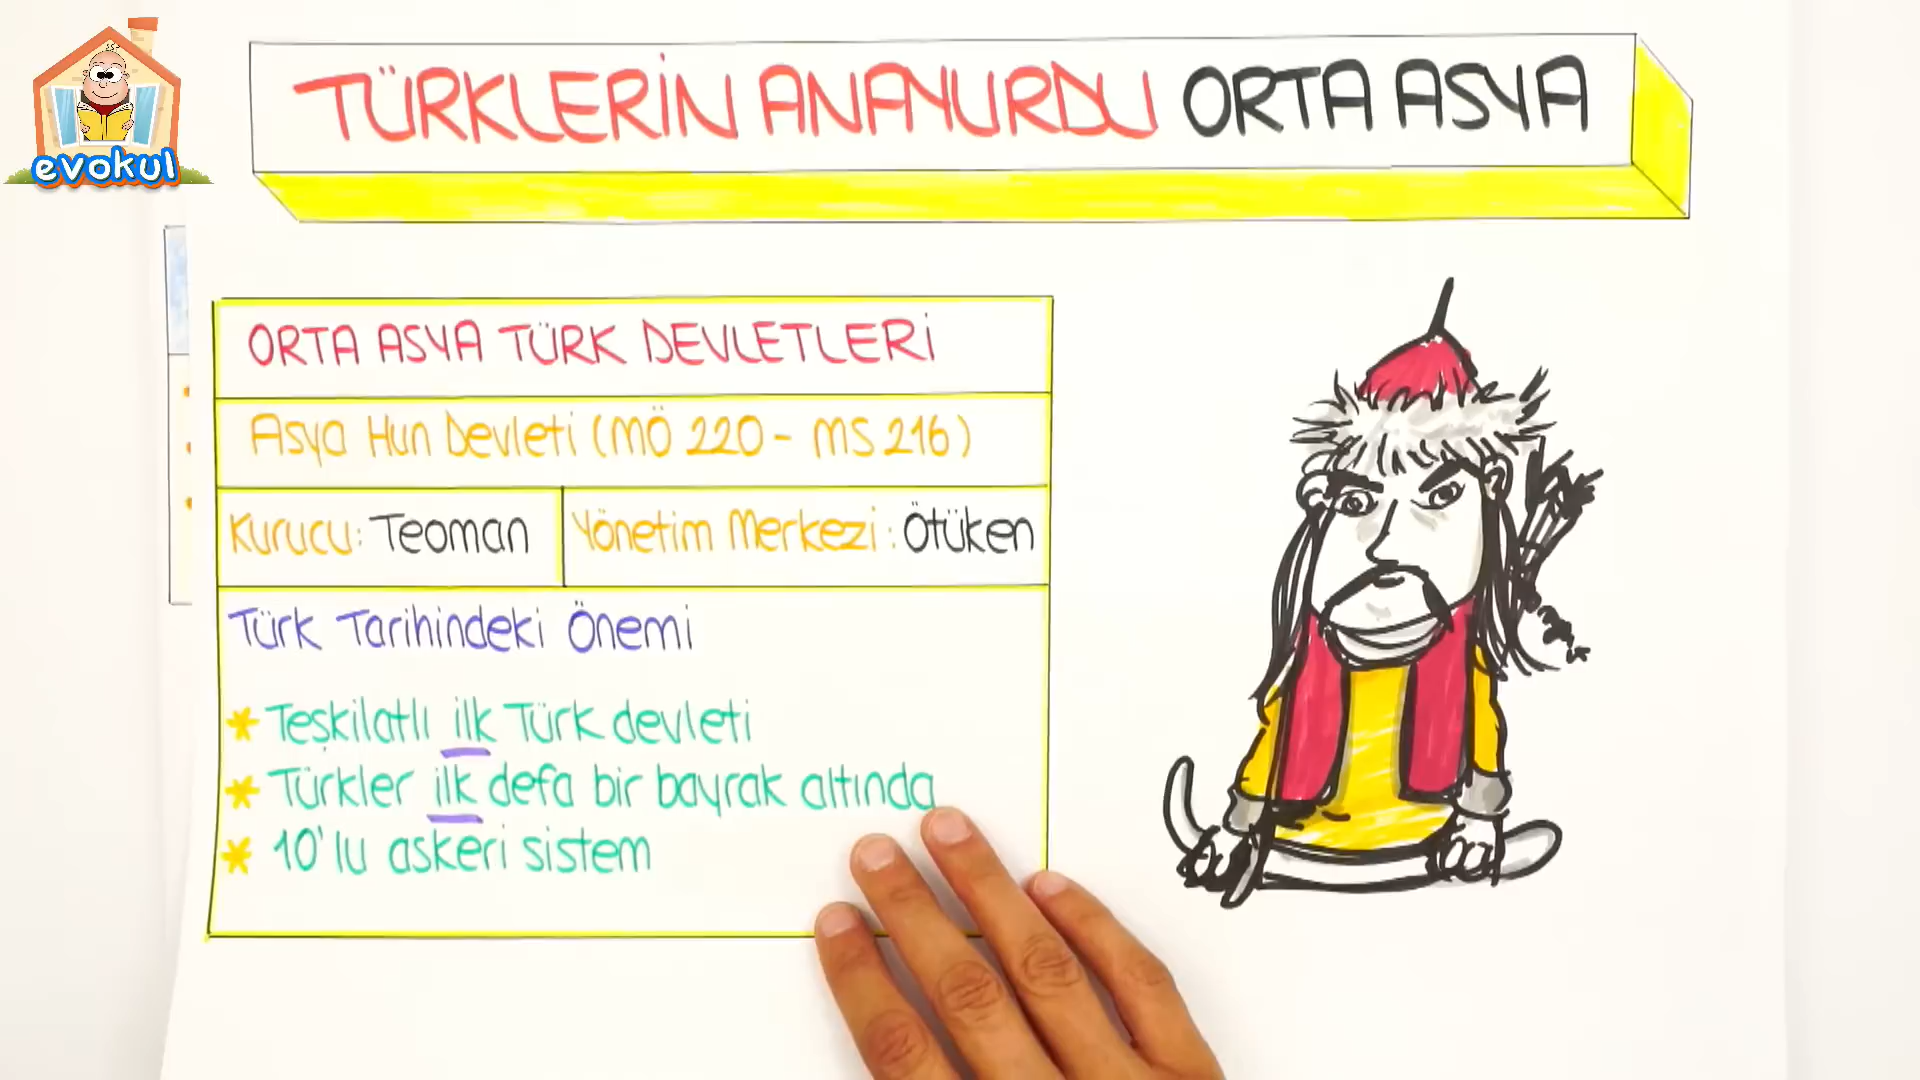 evokul
TÜRKLERİN ANAYURDU ORTA ASYA
ORTA ASYA TÜRK DEVLETLERİ
Asya Hun Devleti (MÖ 220 - MS 216)
Kurucu: Teoman
Yönetim Merkezi: Ötüken
Türk Tarihindeki Önemi
* Teşkilatlı ilk Türk devleti
* Türkler ilk defa bir bayrak altında
* 10'lu askeri sistem